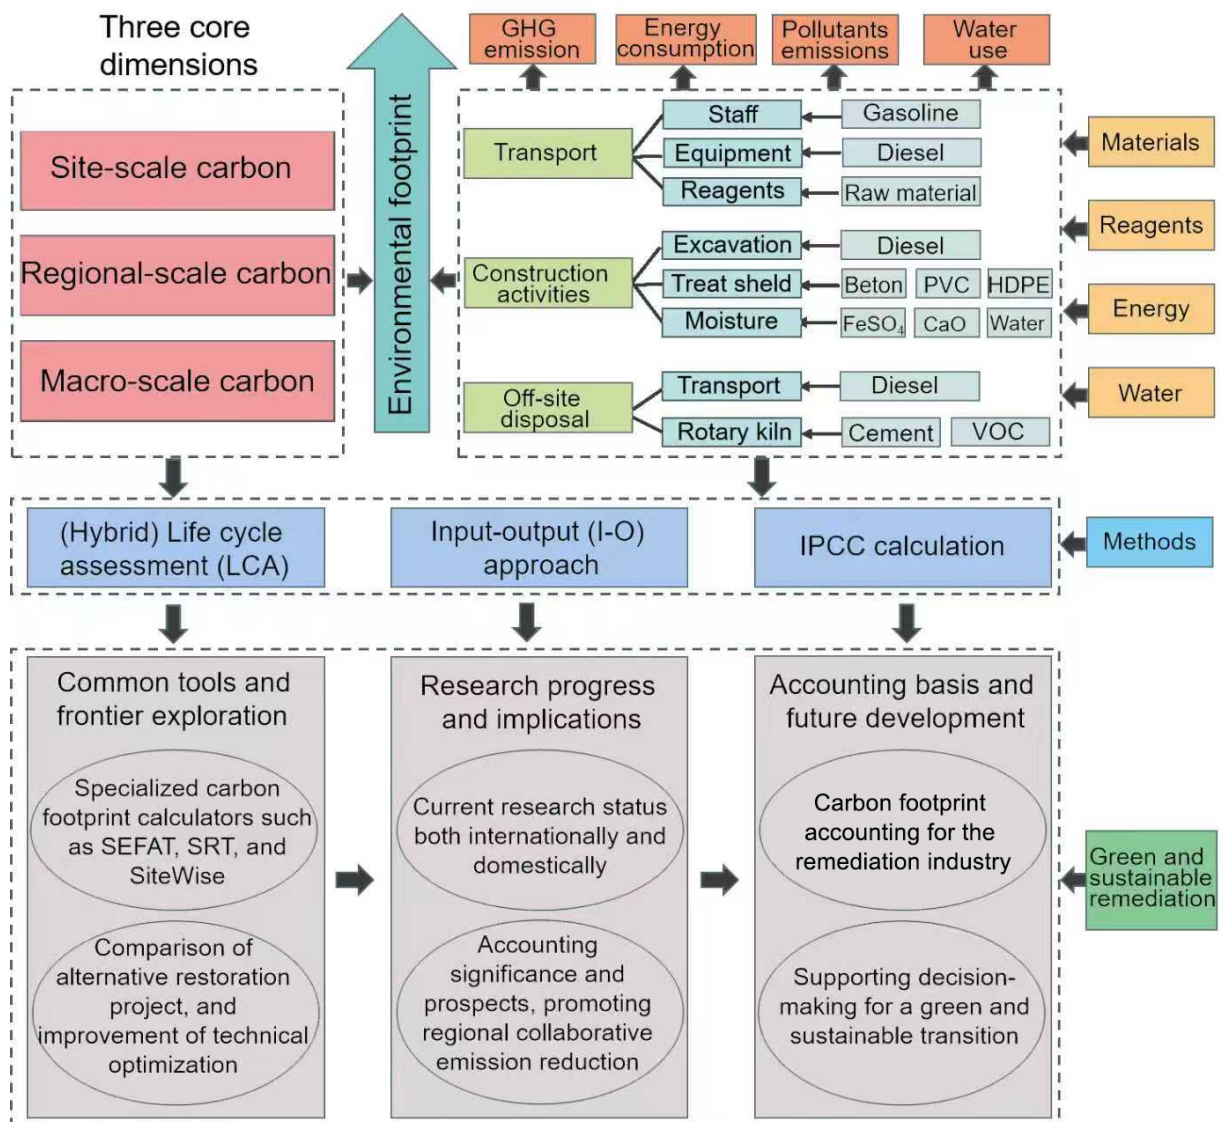 Three core
dimensions
Site-scale carbon
Regional-scale carbon
Macro-scale carbon
Environmental footprint
GHG
emission
Energy
consumption
Pollutants
emissions
Water
use
Transport
Staff
Gasoline
Equipment
Diesel
Reagents
Raw material
Construction
activities
Excavation
Diesel
Treat sheld
Beton
PVC
HDPE
Moisture
FeSO₄
CaO
Water
Off-site
disposal
Transport
Diesel
Rotary kiln
Cement
VOC
Materials
Reagents
Energy
Water
(Hybrid) Life cycle
assessment (LCA)
Input-output (I-O)
approach
IPCC calculation
Methods
Common tools and
frontier exploration
Specialized carbon
footprint calculators such
as SEFAT, SRT, and
SiteWise
Comparison of
alternative restoration
project, and
improvement of technical
optimization
Research progress
and implications
Current research status
both internationally and
domestically
Accounting
significance and
prospects, promoting
regional collaborative
emission reduction
Accounting basis and
future development
Carbon footprint
accounting for the
remediation industry
Supporting decision-
making for a green and
sustainable transition
Green and
sustainable
remediation